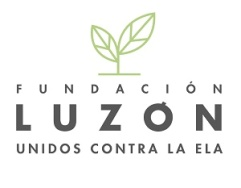 FUNDACIÓN
LUZÓN
UNIDOS CONTRA LA ELA